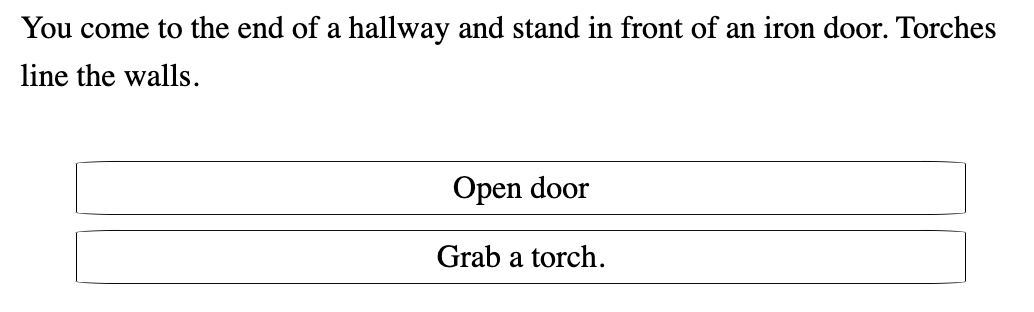 You come to the end of a hallway and stand in front of an iron door. Torches
line the walls.
Open door
Grab a torch.